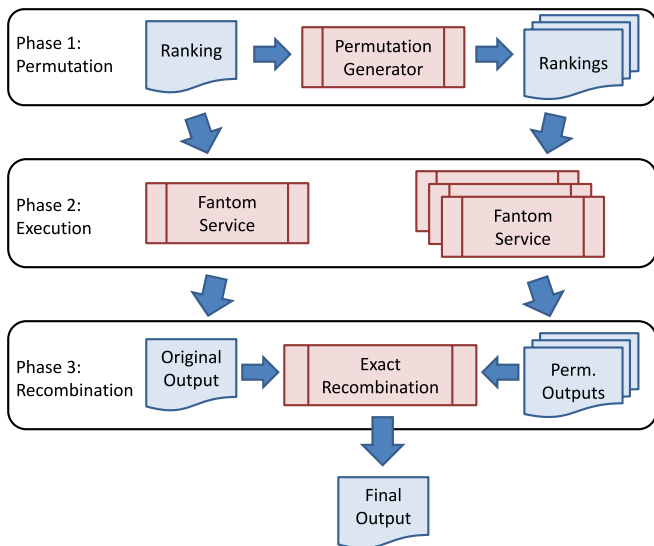 Phase 1:
Permutation
Ranking
Permutation
Generator
Rankings
Phase 2:
Execution
Fantom
Service
Fantom
Service
Phase 3:
Recombination
Original
Output
Exact
Recombination
Perm.
Outputs
Final
Output